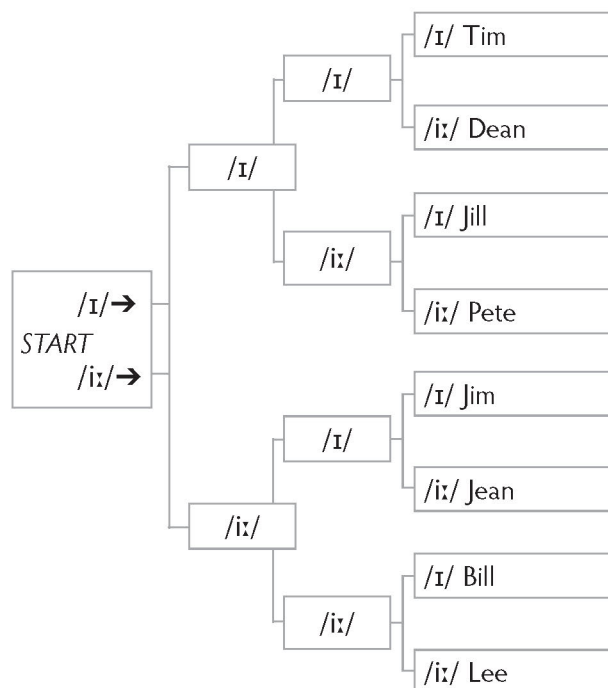 /ɪ/ Tim
/ɪ/
/iː/ Dean
/ɪ/
/ɪ/ Jill
/iː/
/iː/ Pete
/ɪ/➔
START
/iː/➔
/ɪ/ Jim
/ɪ/
/iː/ Jean
/iː/
/ɪ/ Bill
/iː/
/iː/ Lee